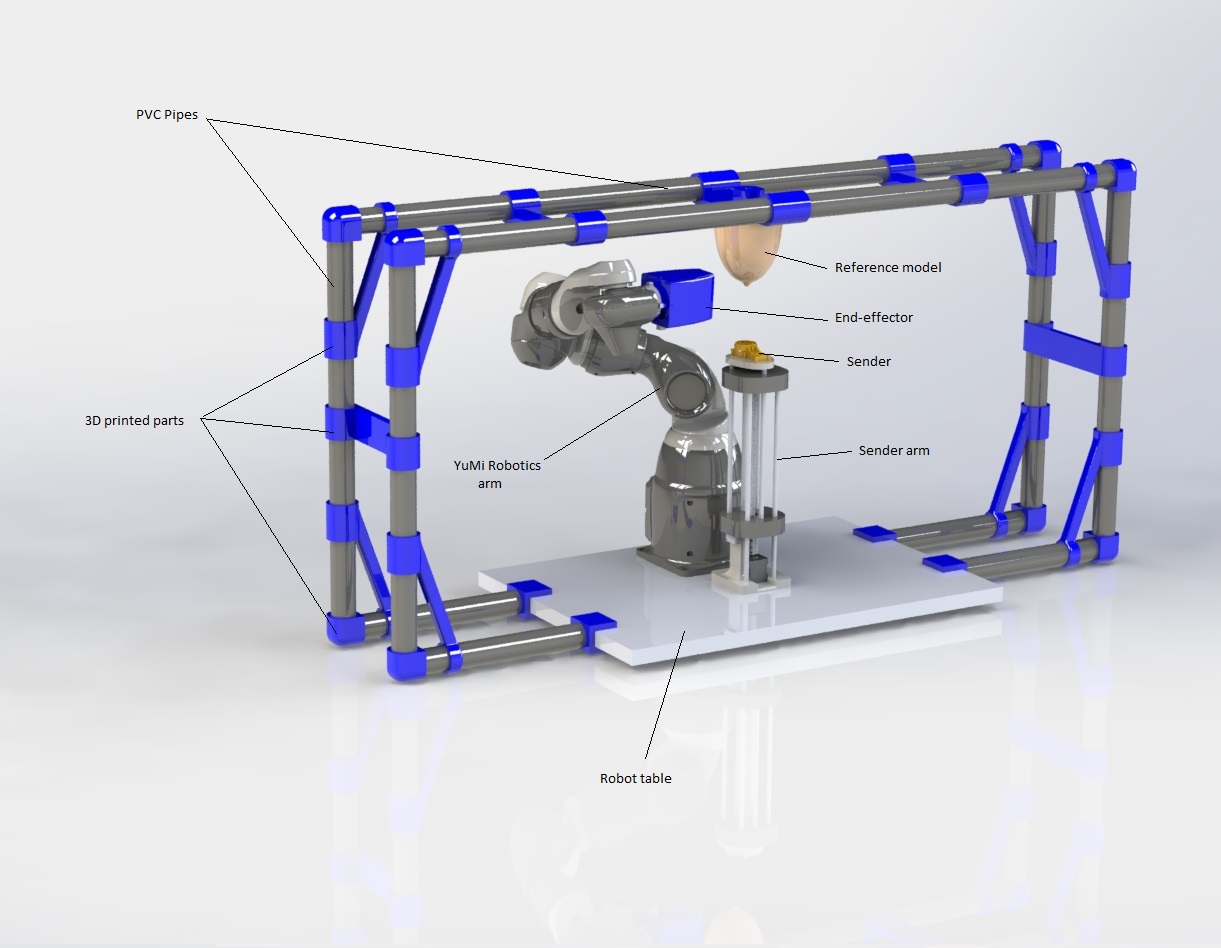 PVC Pipes
Reference model
End-effector
Sender
3D printed parts
Sender arm
YuMi Robotics
arm
Robot table